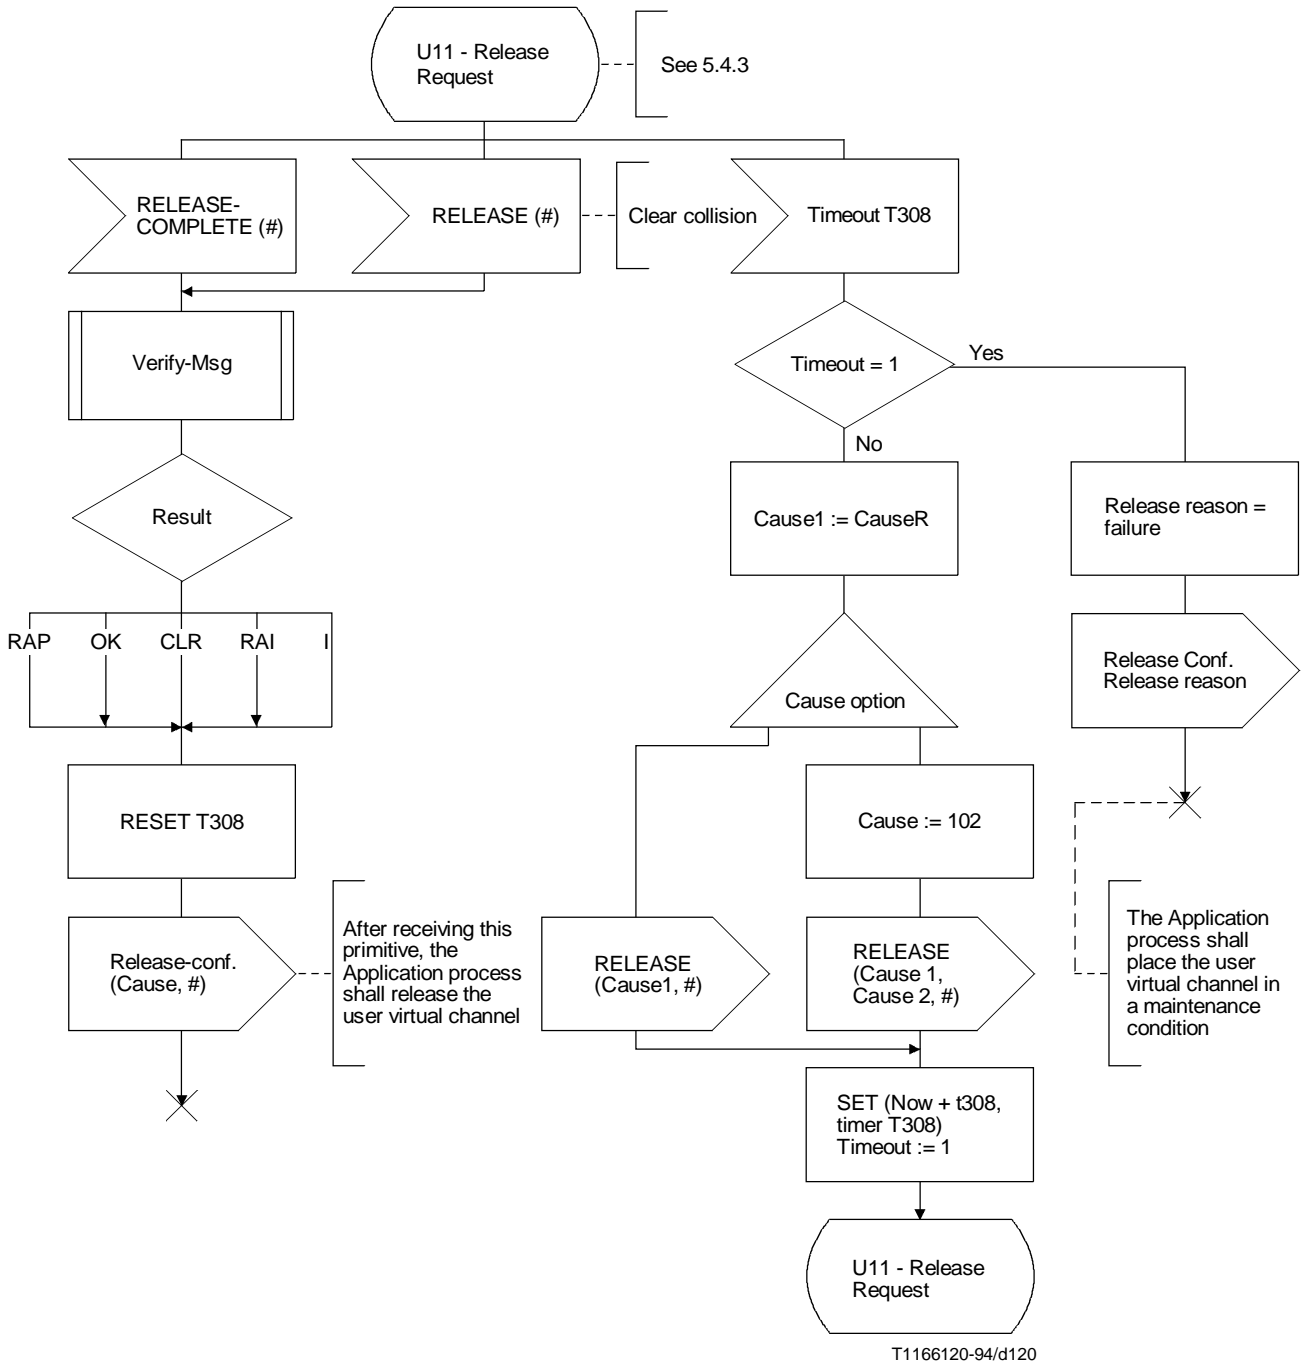 U11 - Release
Request
See 5.4.3
RELEASE-
COMPLETE (#)
RELEASE (#)
Clear collision
Timeout T308
Verify-Msg
Timeout = 1
Yes
No
Result
Cause1 := CauseR
Release reason =
failure
RAP OK CLR RAI I
Release Conf.
Release reason
Cause option
RESET T308
Cause := 102
Release-conf.
(Cause, #)
After receiving this
primitive, the
Application process
shall release the
user virtual channel
RELEASE
(Cause1, #)
RELEASE
(Cause 1,
Cause 2, #)
The Application
process shall
place the user
virtual channel in
a maintenance
condition
SET (Now + t308,
timer T308)
Timeout := 1
U11 - Release
Request
T1166120-94/d120